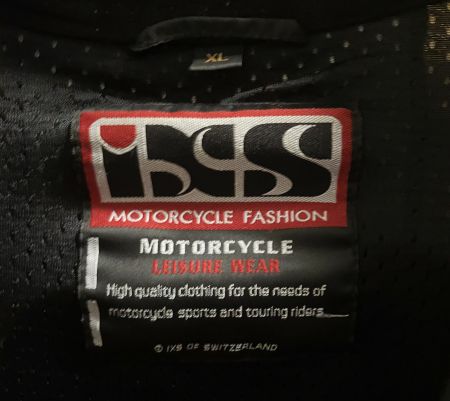 XL
iXS
MOTORCYCLE FASHION
MOTORCYCLE
LEISURE WEAR
High quality clothing for the needs of
motorcycle sports and touring riders
© IXS OF SWITZERLAND